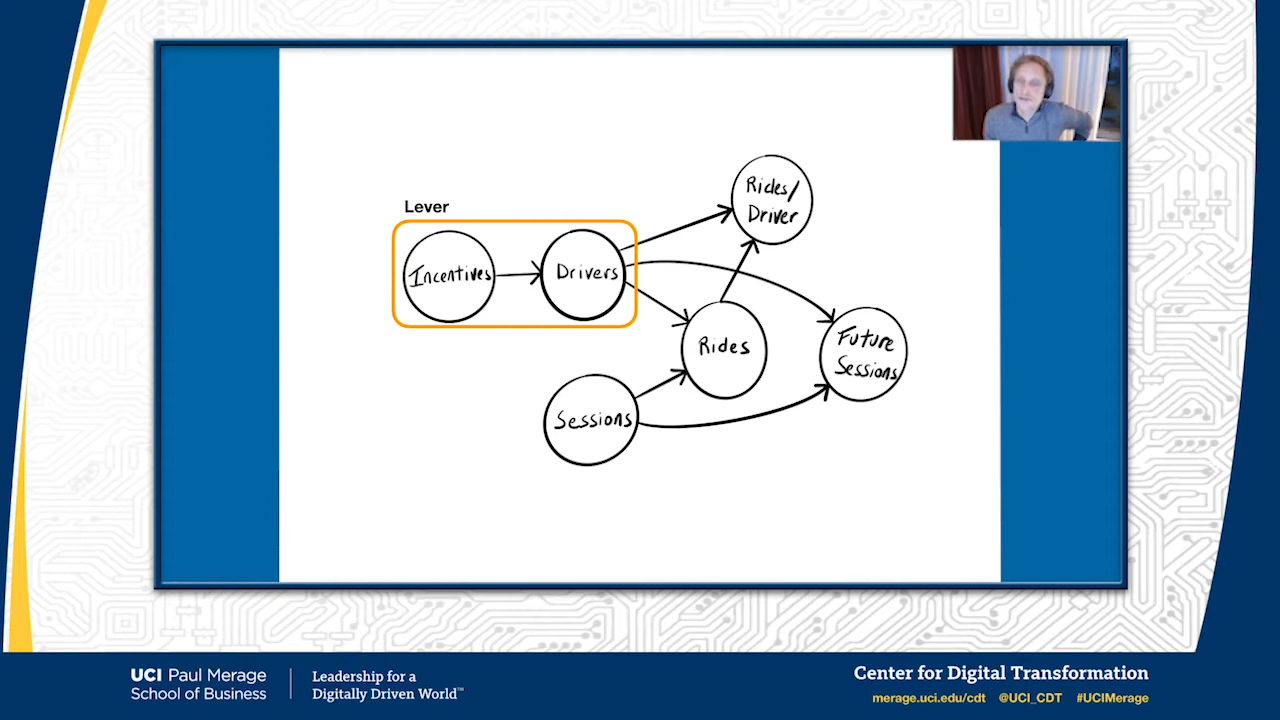 Lever
Incentives
Drivers
Rides/
Driver
Rides
Future
Sessions
Sessions
UCI Paul Merage
School of Business
Leadership for a
Digitally Driven World™
Center for Digital Transformation
merage.uci.edu/cdt @UCI_CDT #UCIMerage